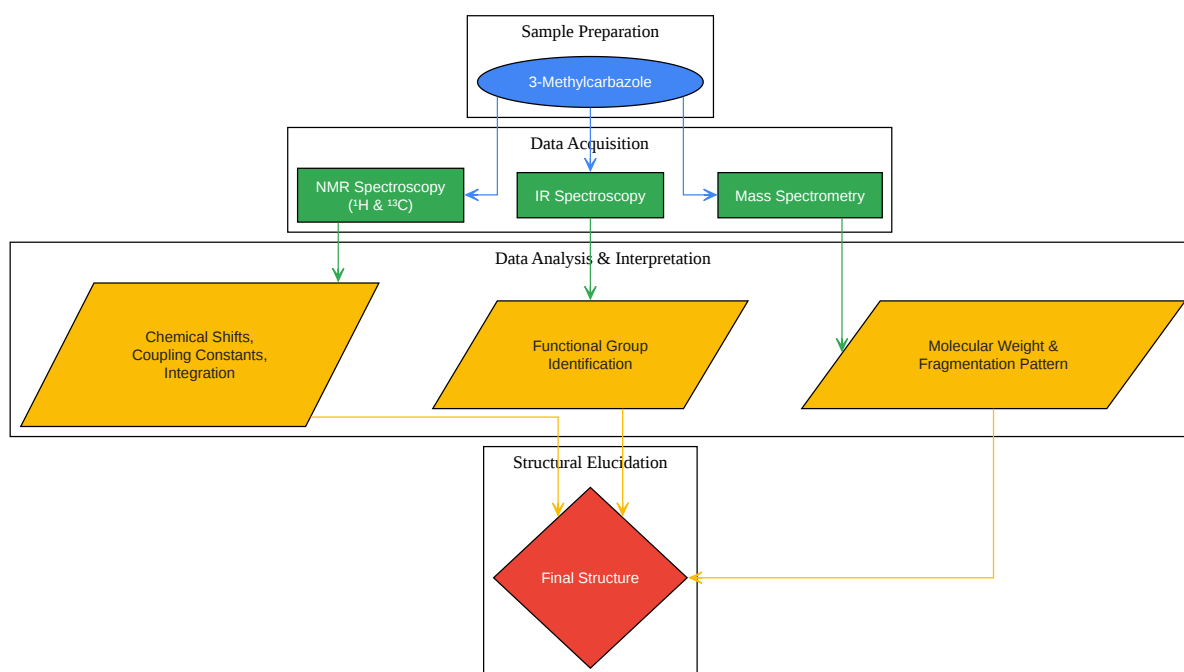 Sample Preparation
3-Methylcarbazole
Data Acquisition
NMR Spectroscopy
(¹H & ¹³C)
IR Spectroscopy
Mass Spectrometry
Data Analysis & Interpretation
Chemical Shifts,
Coupling Constants,
Integration
Functional Group
Identification
Molecular Weight &
Fragmentation Pattern
Structural Elucidation
Final Structure